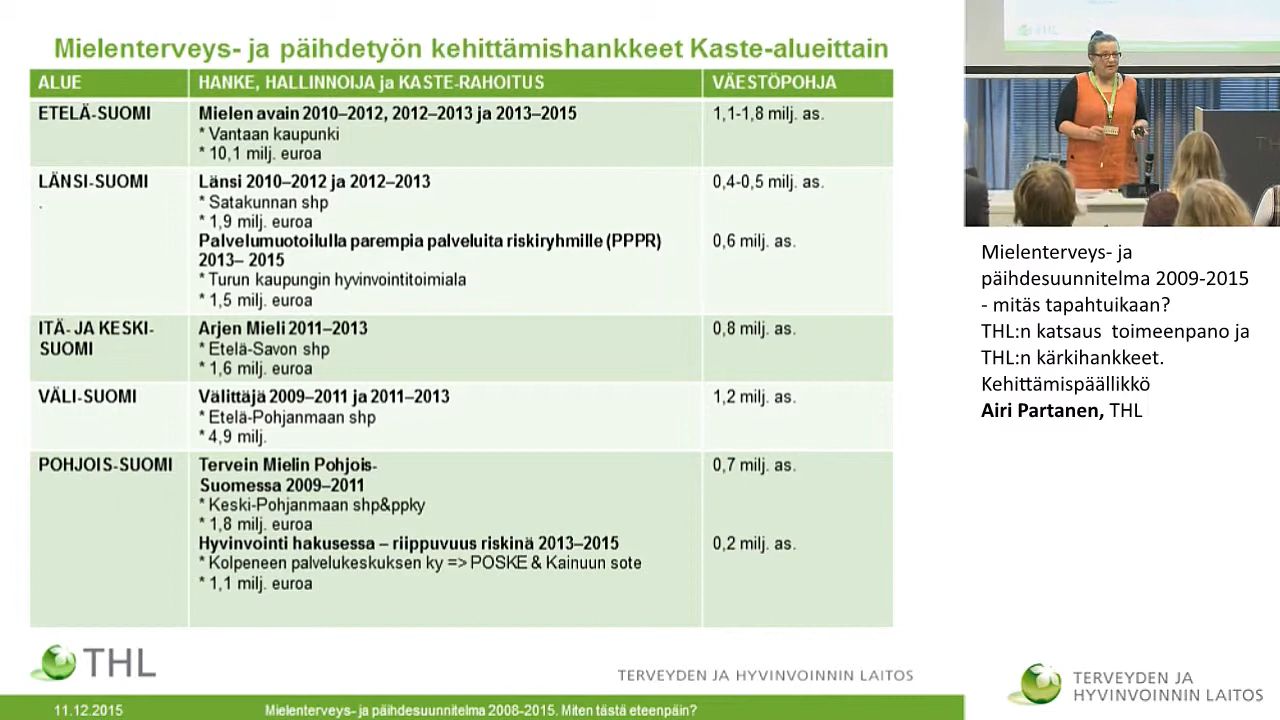 Mielenterveys- ja päihdetyön kehittämishankkeet Kaste-alueittain
ALUE HANKE, HALLINNOIJA ja KASTE-RAHOITUS VÄESTÖPOHJA
ETELÄ-SUOMI Mielen avain 2010–2012, 2012–2013 ja 2013–2015 1,1-1,8 milj. as.
* Vantaan kaupunki
* 10,1 milj. euroa
LÄNSI-SUOMI Länsi 2010–2012 ja 2012–2013 0,4-0,5 milj. as.
. * Satakunnan shp
* 1,9 milj. euroa
Palvelumuotoilulla parempia palveluita riskiryhmille (PPPR) 0,6 milj. as.
2013– 2015
* Turun kaupungin hyvinvointitoimiala
* 1,5 milj. euroa
ITÄ- JA KESKI- Arjen Mieli 2011–2013 0,8 milj. as.
SUOMI * Etelä-Savon shp
* 1,6 milj. euroa
VÄLI-SUOMI Välittäjä 2009–2011 ja 2011–2013 1,2 milj. as.
* Etelä-Pohjanmaan shp
* 4,9 milj.
POHJOIS-SUOMI Tervein Mielin Pohjois- 0,7 milj. as.
Suomessa 2009–2011
* Keski-Pohjanmaan shp&ppky
* 1,8 milj. euroa
Hyvinvointi hakusessa – riippuvuus riskinä 2013–2015 0,2 milj. as.
* Kolpeneen palvelukeskuksen ky => POSKE & Kainuun sote
* 1,1 milj. euroa
THL
TERVEYDEN JA HYVINVOINNIN LAITOS
11.12.2015 Mielenterveys- ja päihdesuunnitelma 2008-2015. Miten tästä eteenpäin?
Mielenterveys- ja
päihdesuunnitelma 2009-2015
- mitäs tapahtuikaan?
THL:n katsaus toimeenpano ja
THL:n kärkihankkeet.
Kehittämispäällikkö
Airi Partanen, THL
TERVEYDEN JA
HYVINVOINNIN LAITOS